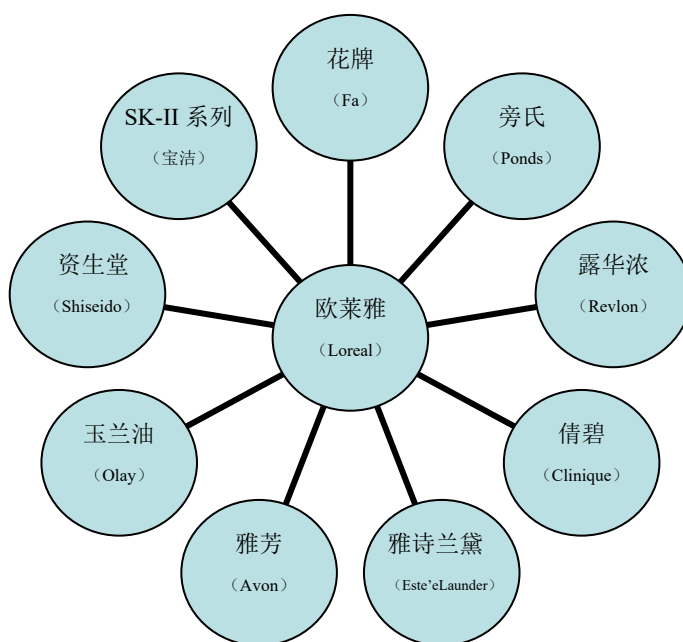 花牌
（Fa）
SK-II 系列
（宝洁）
旁氏
（Ponds）
资生堂
（Shiseido）
欧莱雅
（Loreal）
露华浓
（Revlon）
玉兰油
（Olay）
倩碧
（Clinique）
雅芳
（Avon）
雅诗兰黛
（Este’eLaunder）